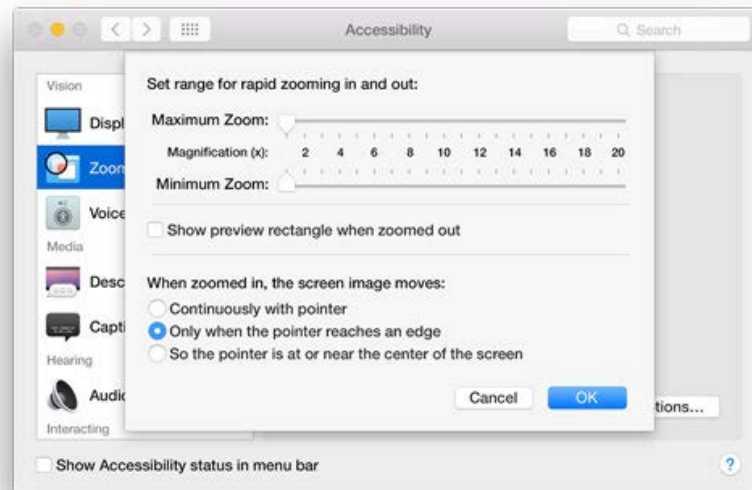 Accessibility
Search
Vision
Displ
Zoon
Voice
Media
Desc
Capti
Hearing
Audic
Interacting
Set range for rapid zooming in and out:
Maximum Zoom:
Magnification (x): 2 4 6 8 10 12 14 16 18 20
Minimum Zoom:
Show preview rectangle when zoomed out
When zoomed in, the screen image moves:
Continuously with pointer
Only when the pointer reaches an edge
So the pointer is at or near the center of the screen
Cancel OK
tions...
Show Accessibility status in menu bar
?